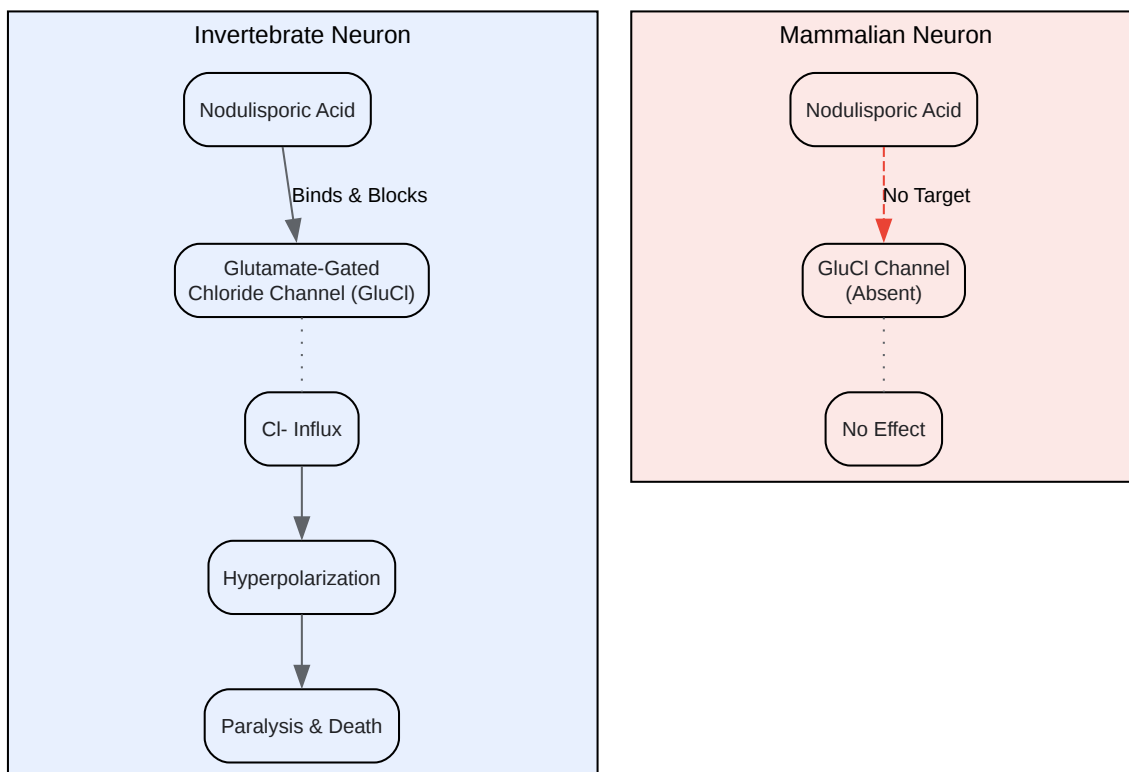 Invertebrate Neuron
Nodulisporic Acid
Binds & Blocks
Glutamate-Gated
Chloride Channel (GluCl)
Cl- Influx
Hyperpolarization
Paralysis & Death
Mammalian Neuron
Nodulisporic Acid
No Target
GluCl Channel
(Absent)
No Effect